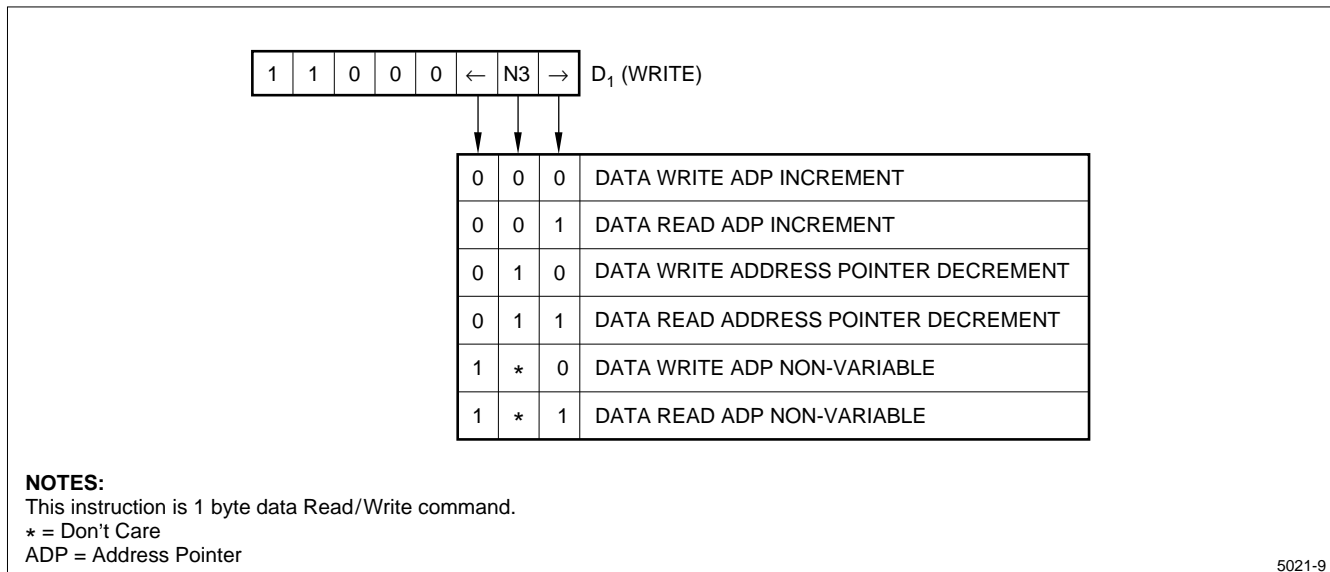 1 1 0 0 0 ← N3 → D1 (WRITE)
0 0 0 DATA WRITE ADP INCREMENT
0 0 1 DATA READ ADP INCREMENT
0 1 0 DATA WRITE ADDRESS POINTER DECREMENT
0 1 1 DATA READ ADDRESS POINTER DECREMENT
1 * 0 DATA WRITE ADP NON-VARIABLE
1 * 1 DATA READ ADP NON-VARIABLE
NOTES:
This instruction is 1 byte data Read/Write command.
* = Don't Care
ADP = Address Pointer
5021-9